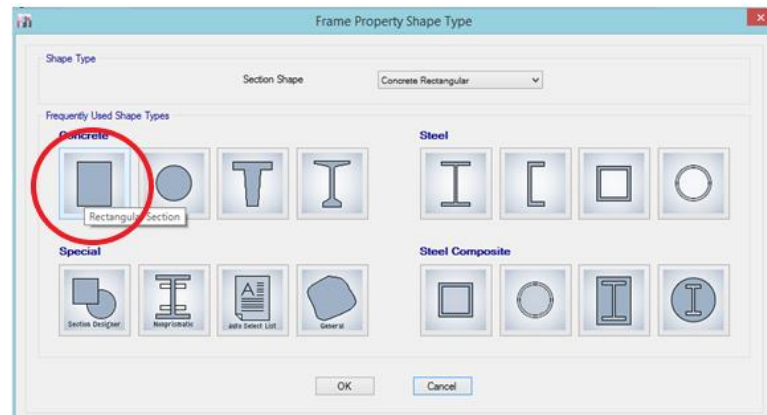 Frame Property Shape Type
Shape Type
Section Shape
Concrete Rectangular
Frequently Used Shape Types
Concrete
Steel
Rectangular Section
Special
Steel Composite
Section Designer
Nonprismatic
Auto Select List
General
OK
Cancel